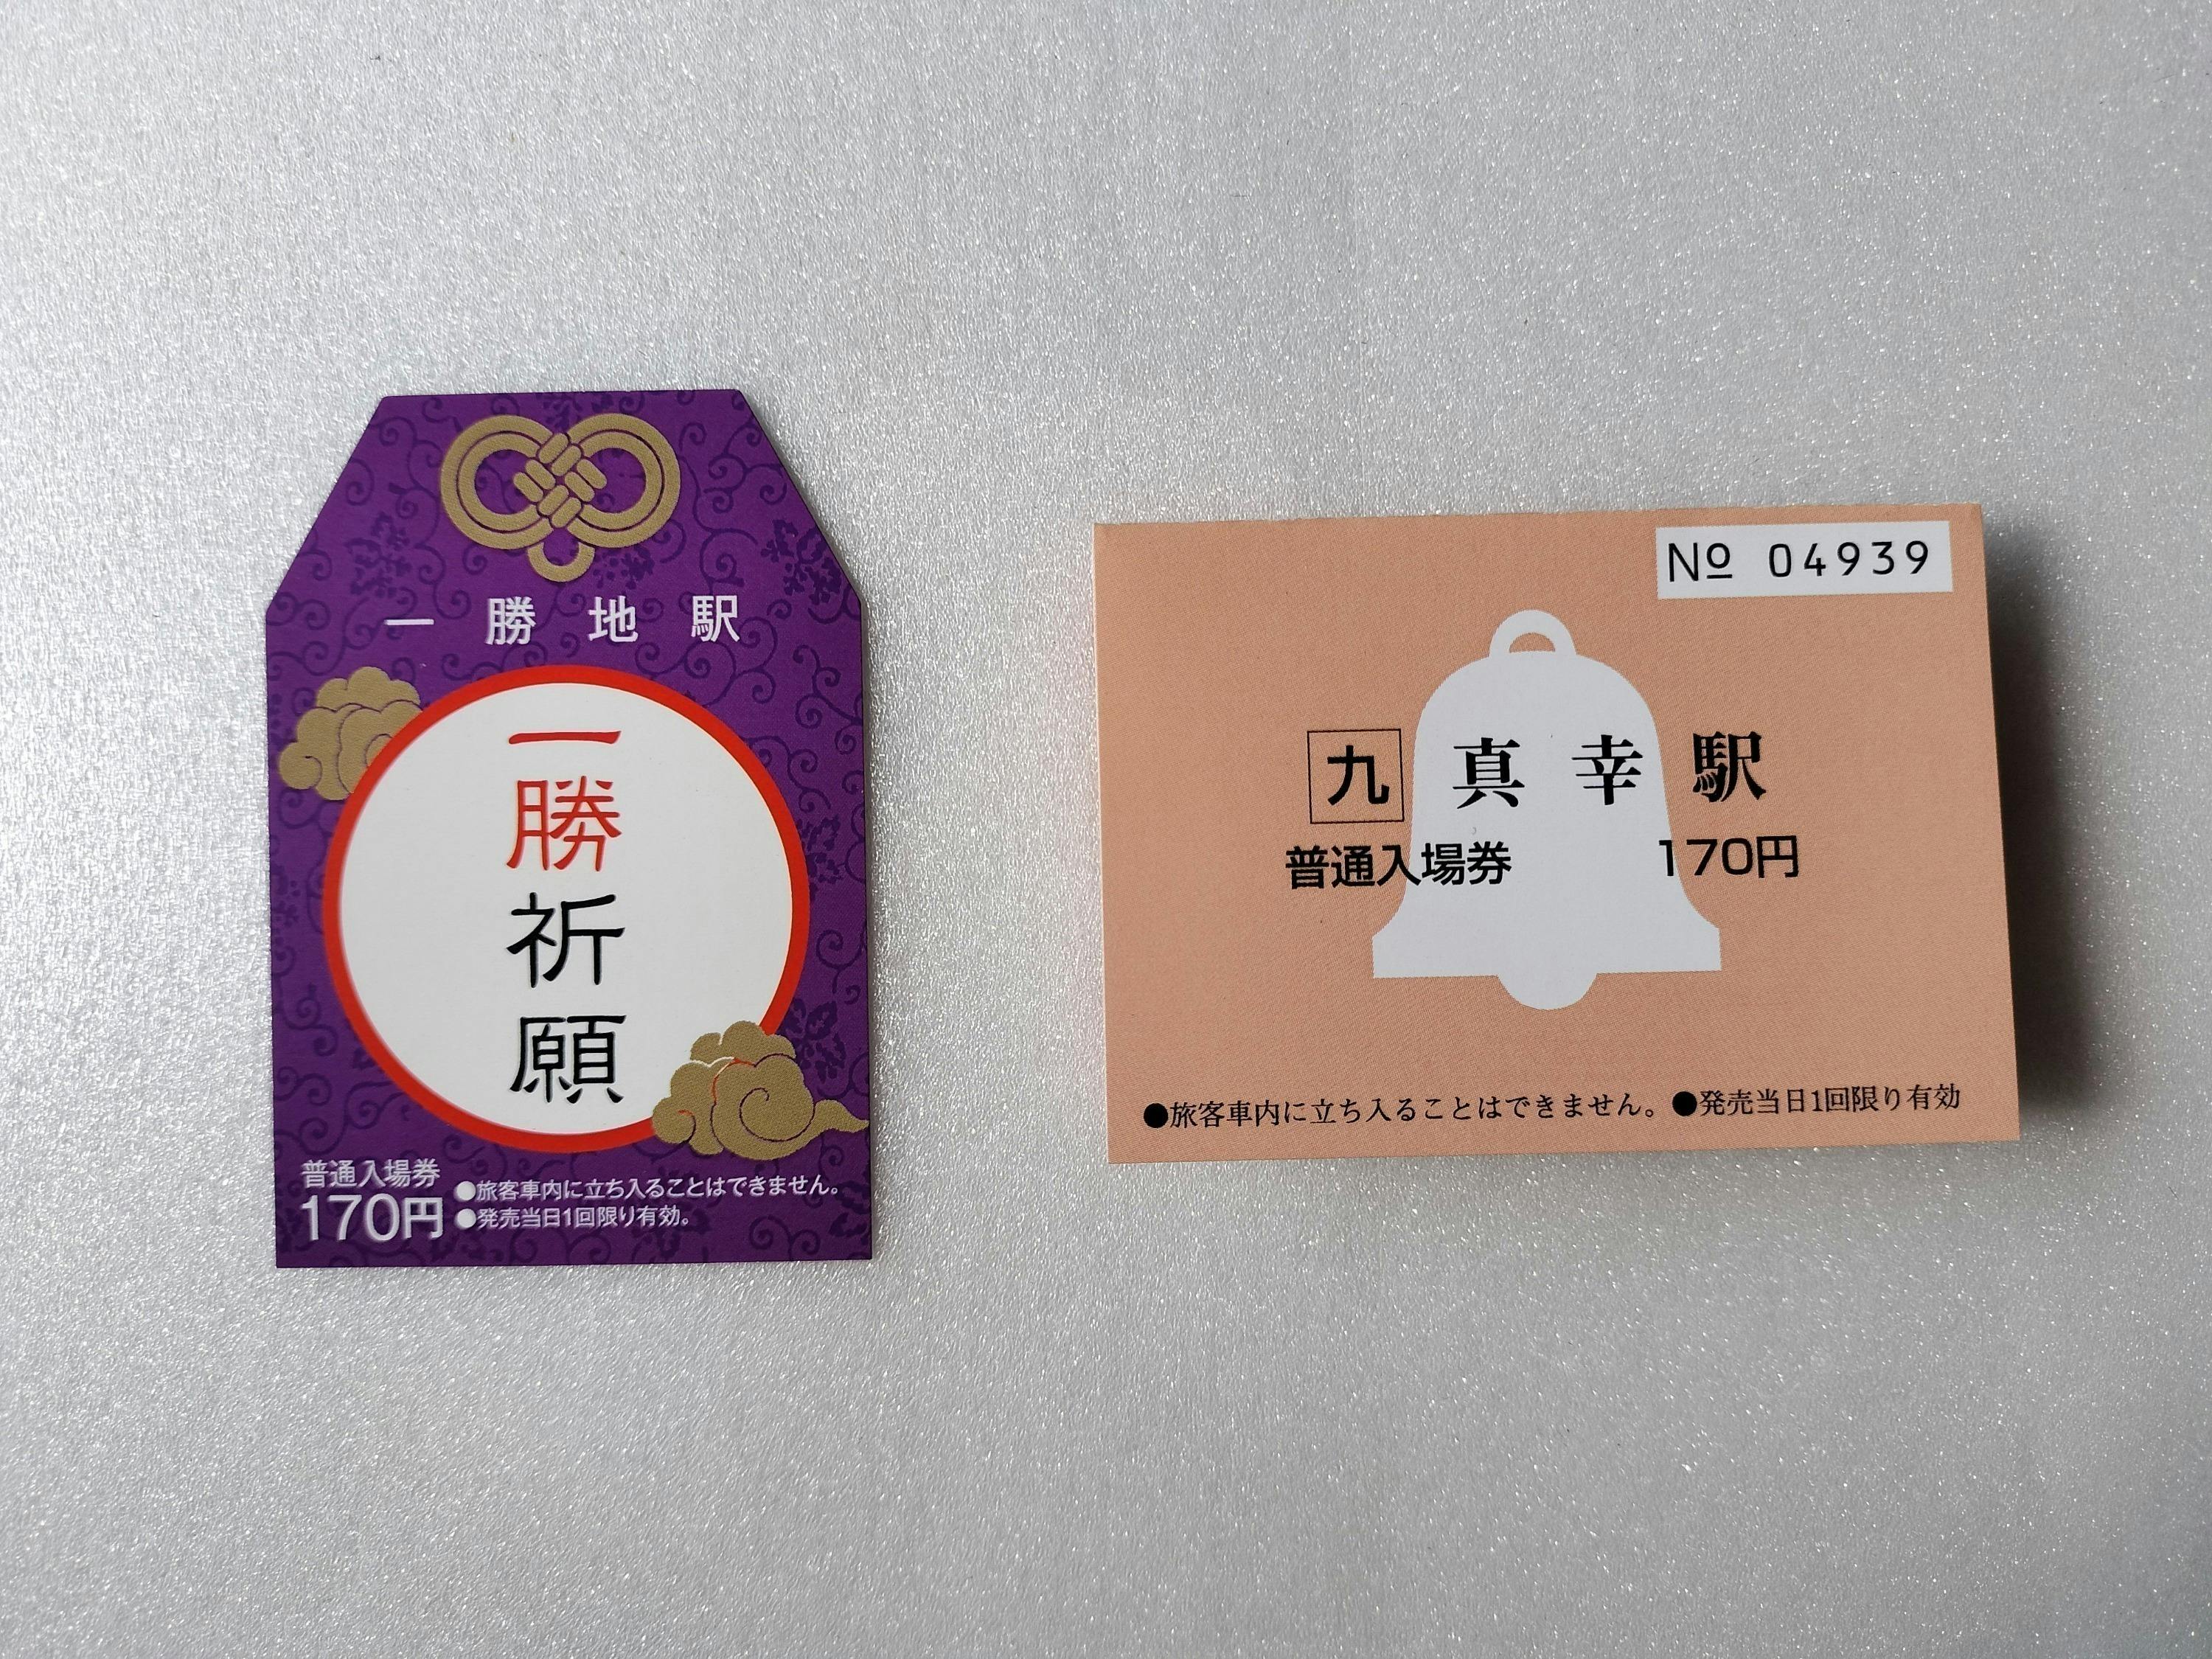 一勝地駅
一
勝
祈
願
普通入場券
170円
●旅客車内に立ち入ることはできません。
●発売当日1回限り有効。
№ 04939
九 真幸駅
普通入場券 170円
●旅客車内に立ち入ることはできません。●発売当日1回限り有効